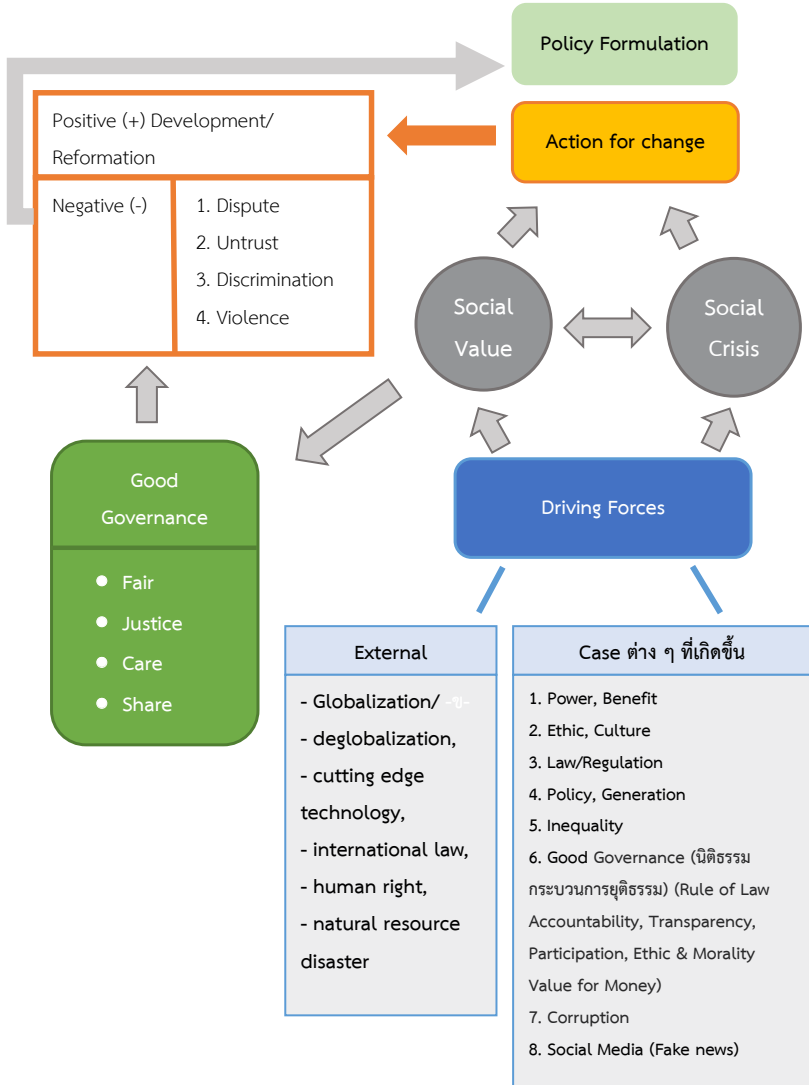 Policy Formulation
Action for change
Positive (+) Development/
Reformation
Negative (-)
1. Dispute
2. Untrust
3. Discrimination
4. Violence
Social
Value
Social
Crisis
Good
Governance
• Fair
• Justice
• Care
• Share
Driving Forces
External
- Globalization/ -ข-
- deglobalization,
- cutting edge
technology,
- international law,
- human right,
- natural resource
disaster
Case ต่าง ๆ ที่เกิดขึ้น
1. Power, Benefit
2. Ethic, Culture
3. Law/Regulation
4. Policy, Generation
5. Inequality
6. Good Governance (นิติธรรม
กระบวนการยุติธรรม) (Rule of Law
Accountability, Transparency,
Participation, Ethic & Morality
Value for Money)
7. Corruption
8. Social Media (Fake news)